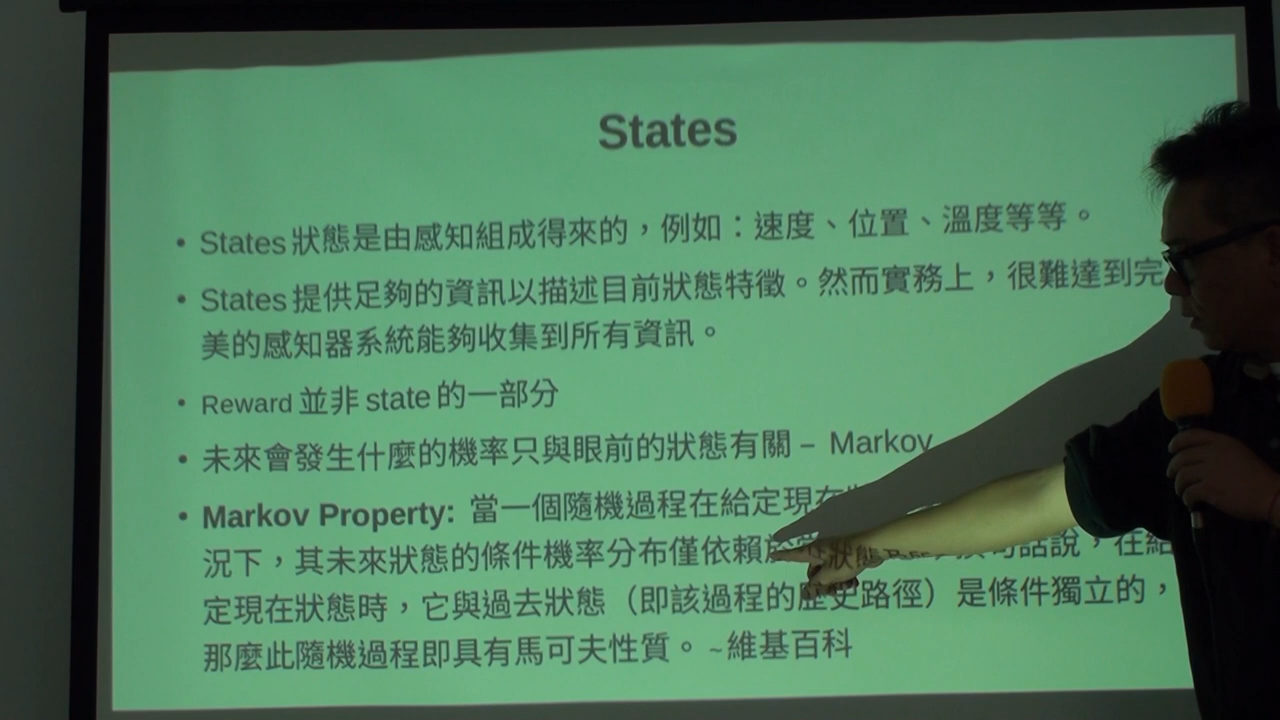 States
• States 狀態是由感知組成得來的，例如：速度、位置、溫度等等。
• States 提供足夠的資訊以描述目前狀態特徵。然而實務上，很難達到完
美的感知器系統能夠收集到所有資訊。
• Reward 並非 state 的一部分
• 未來會發生什麼的機率只與眼前的狀態有關 – Markov
• Markov Property: 當一個隨機過程在給定現在
況下，其未來狀態的條件機率分布僅依賴於 狀態 話說，在給
定現在狀態時，它與過去狀態（即該過程的歷史路徑）是條件獨立的，
那麼此隨機過程即具有馬可夫性質。 ~維基百科